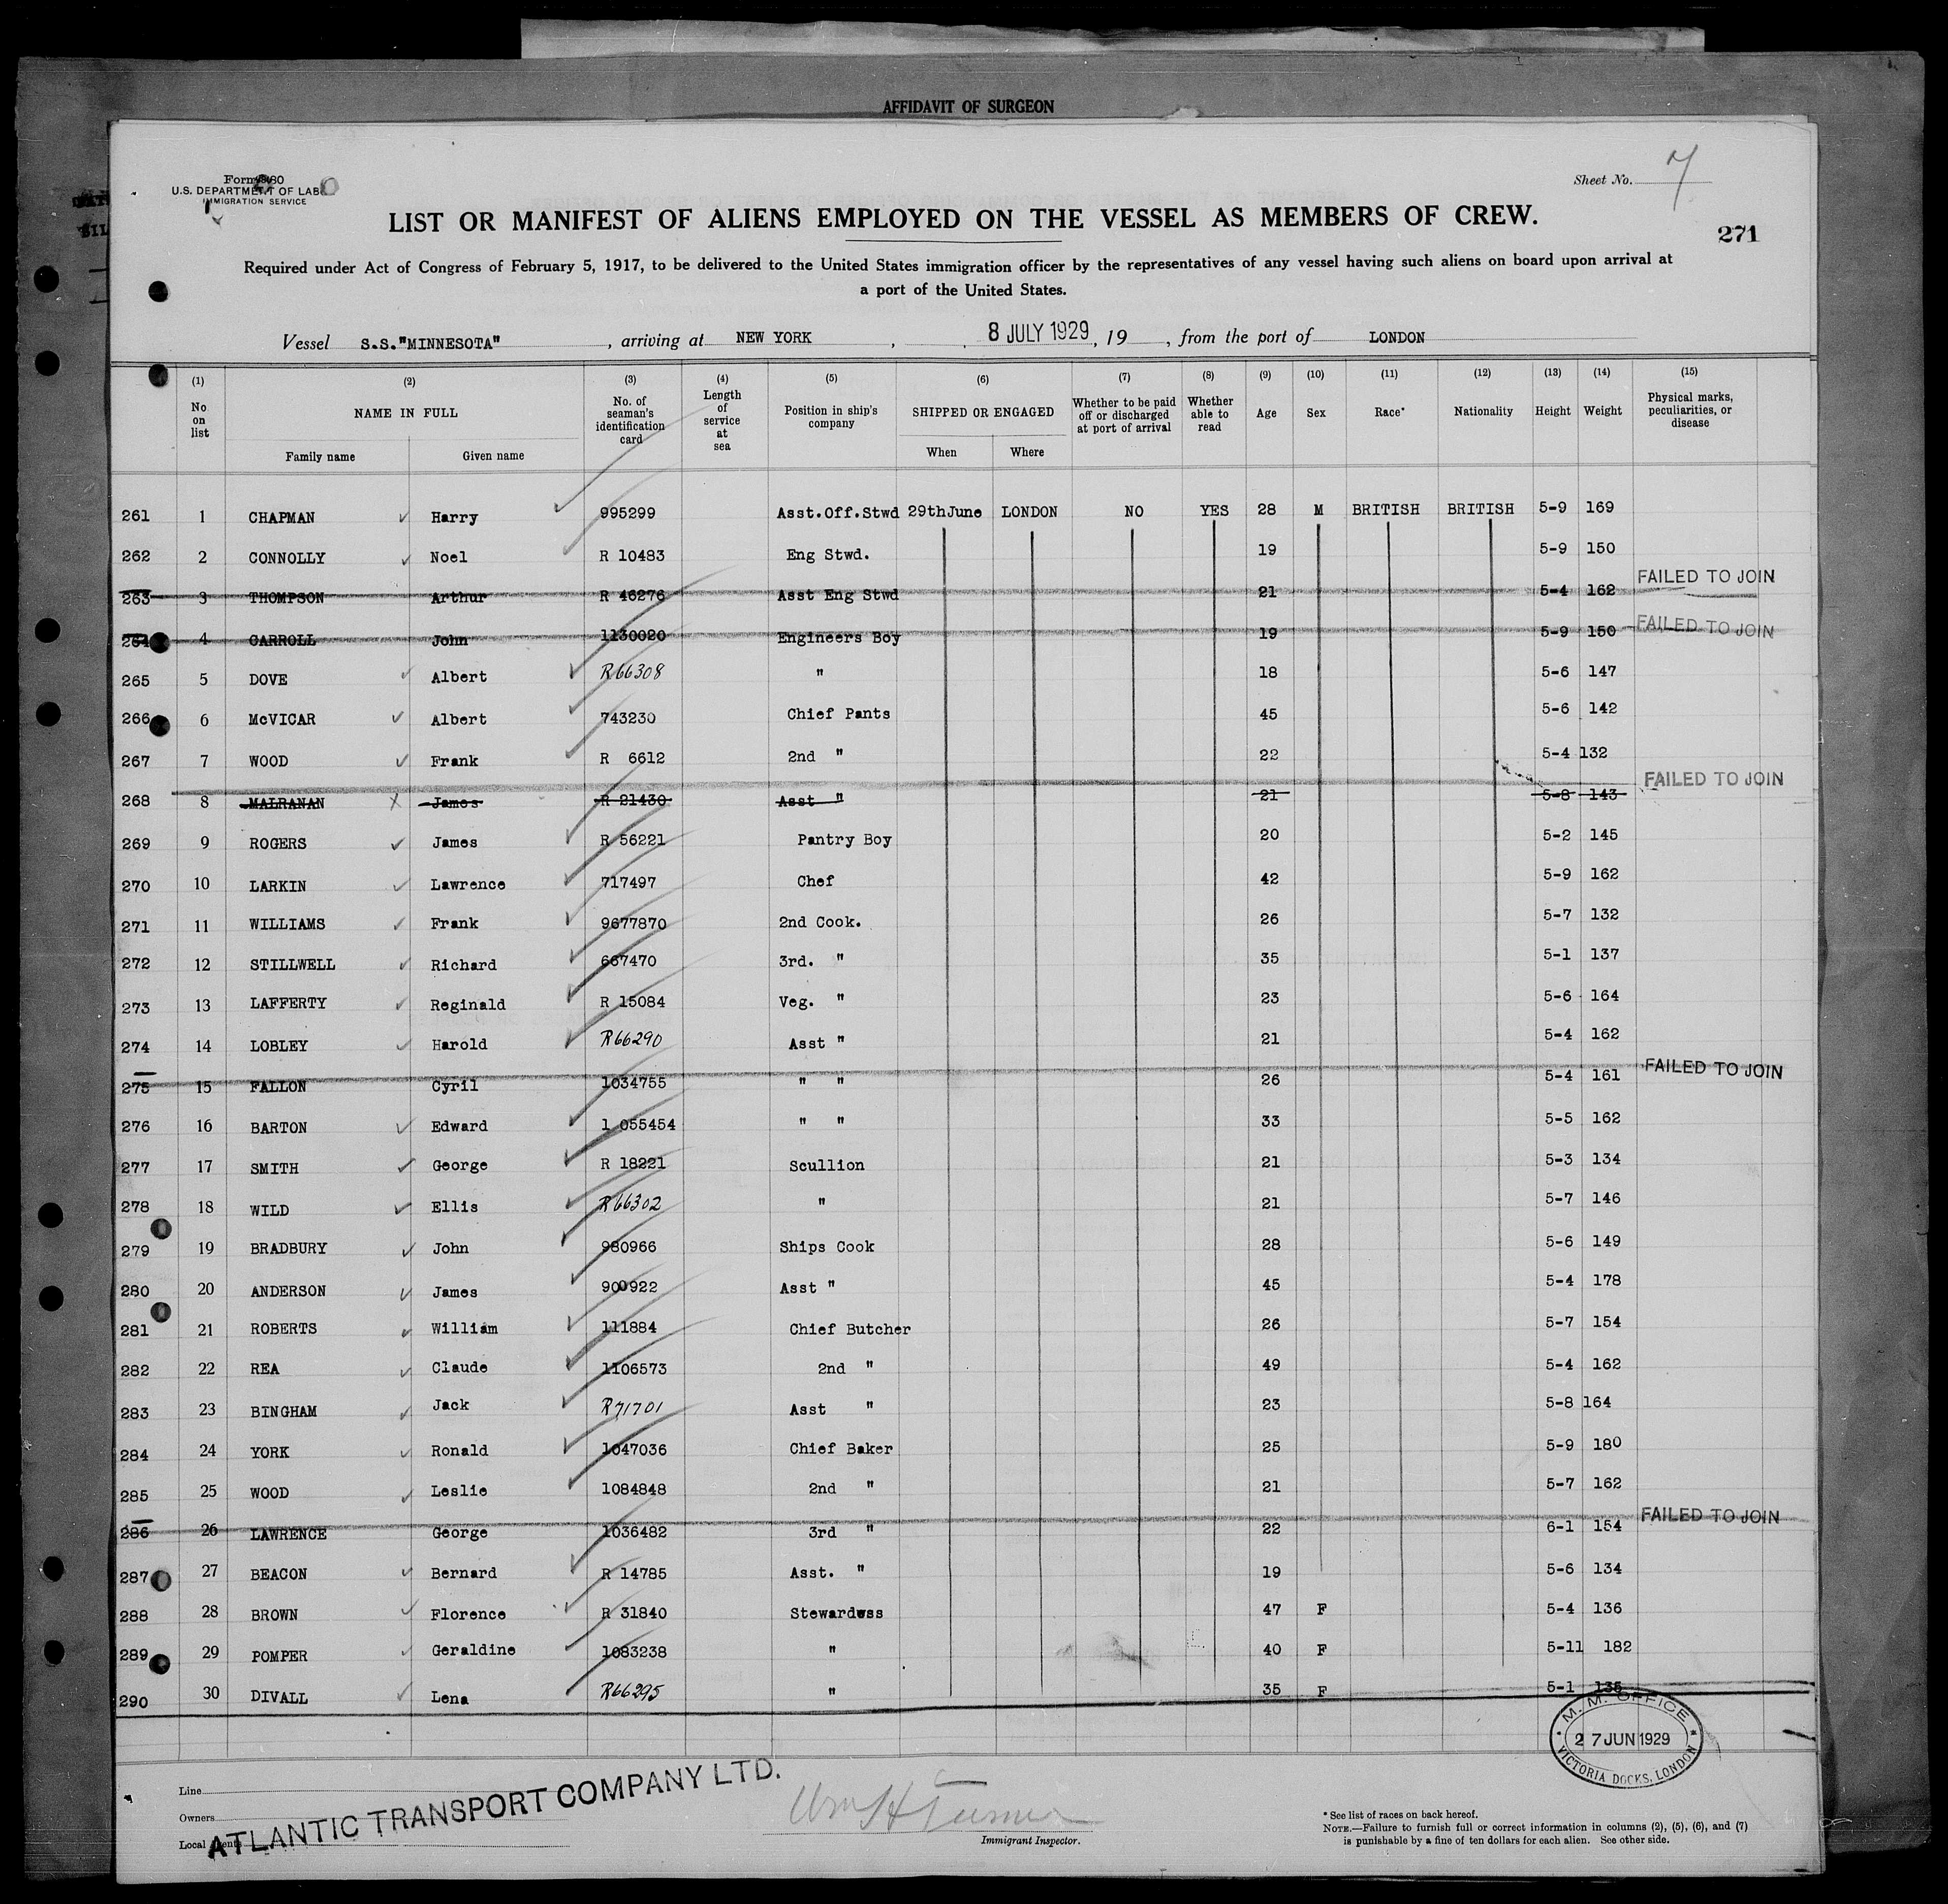 AFFIDAVIT OF SURGEON
Form 680
U.S. DEPARTMENT OF LABO
IMMIGRATION SERVICE
Sheet No. 7
LIST OR MANIFEST OF ALIENS EMPLOYED ON THE VESSEL AS MEMBERS OF CREW.
271
Required under Act of Congress of February 5, 1917, to be delivered to the United States immigration officer by the representatives of any vessel having such aliens on board upon arrival at
a port of the United States.
Vessel S.S."MINNESOTA" , arriving at NEW YORK , 8 JULY 1929, 19 , from the port of LONDON
(1) (2) (3) (4) (5) (6) (7) (8) (9) (10) (11) (12) (13) (14) (15)
No on list NAME IN FULL No. of seaman's identification card Length of service at sea Position in ship's company SHIPPED OR ENGAGED Whether to be paid off or discharged at port of arrival Whether able to read Age Sex Race* Nationality Height Weight Physical marks, peculiarities, or disease
Family name Given name When Where
261 1 CHAPMAN Harry 995299 Asst.Off.Stwd 29thJune LONDON NO YES 28 M BRITISH BRITISH 5-9 169
262 2 CONNOLLY Noel R 10483 Eng Stwd. 19 5-9 150
263 3 THOMPSON Arthur R 46276 Asst Eng Stwd 21 5-4 162 FAILED TO JOIN
264 4 CARROLL John 1130020 Engineers Boy 19 5-9 150 FAILED TO JOIN
265 5 DOVE Albert R66308 " 18 5-6 147
266 6 McVICAR Albert 743230 Chief Pants 45 5-6 142
267 7 WOOD Frank R 6612 2nd " 22 5-4 132
268 8 MALRANAN James R 21430 Asst " 21 5-8 143 FAILED TO JOIN
269 9 ROGERS James R 56221 Pantry Boy 20 5-2 145
270 10 LARKIN Lawrence 717497 Chef 42 5-9 162
271 11 WILLIAMS Frank 9677870 2nd Cook. 26 5-7 132
272 12 STILLWELL Richard 667470 3rd. " 35 5-1 137
273 13 LAFFERTY Reginald R 15084 Veg. " 23 5-6 164
274 14 LOBLEY Harold R66290 Asst " 21 5-4 162
275 15 FALLON Cyril 1034755 " " 26 5-4 161 FAILED TO JOIN
276 16 BARTON Edward 1 055454 " " 33 5-5 162
277 17 SMITH George R 18221 Scullion 21 5-3 134
278 18 WILD Ellis R66302 " 21 5-7 146
279 19 BRADBURY John 980966 Ships Cook 28 5-6 149
280 20 ANDERSON James 900922 Asst " 45 5-4 178
281 21 ROBERTS William 111884 Chief Butcher 26 5-7 154
282 22 REA Claude 1106573 2nd " 49 5-4 162
283 23 BINGHAM Jack R71701 Asst " 23 5-8 164
284 24 YORK Ronald 1047036 Chief Baker 25 5-9 180
285 25 WOOD Leslie 1084848 2nd " 21 5-7 162
286 26 LAWRENCE George 1036482 3rd " 22 6-1 154 FAILED TO JOIN
287 27 BEACON Bernard R 14785 Asst. " 19 5-6 134
288 28 BROWN Florence R 31840 Stewardess 47 F 5-4 136
289 29 POMPER Geraldine 1083238 " 40 F 5-11 182
290 30 DIVALL Lena R66295 " 35 F 5-1 135
M. M. OFFICE
27 JUN 1929
VICTORIA DOCKS, LONDON
Line
Owners
Local Agents
ATLANTIC TRANSPORT COMPANY LTD.
Wm H Turner
Immigrant Inspector.
* See list of races on back hereof.
NOTE.—Failure to furnish full or correct information in columns (2), (5), (6), and (7)
is punishable by a fine of ten dollars for each alien. See other side.